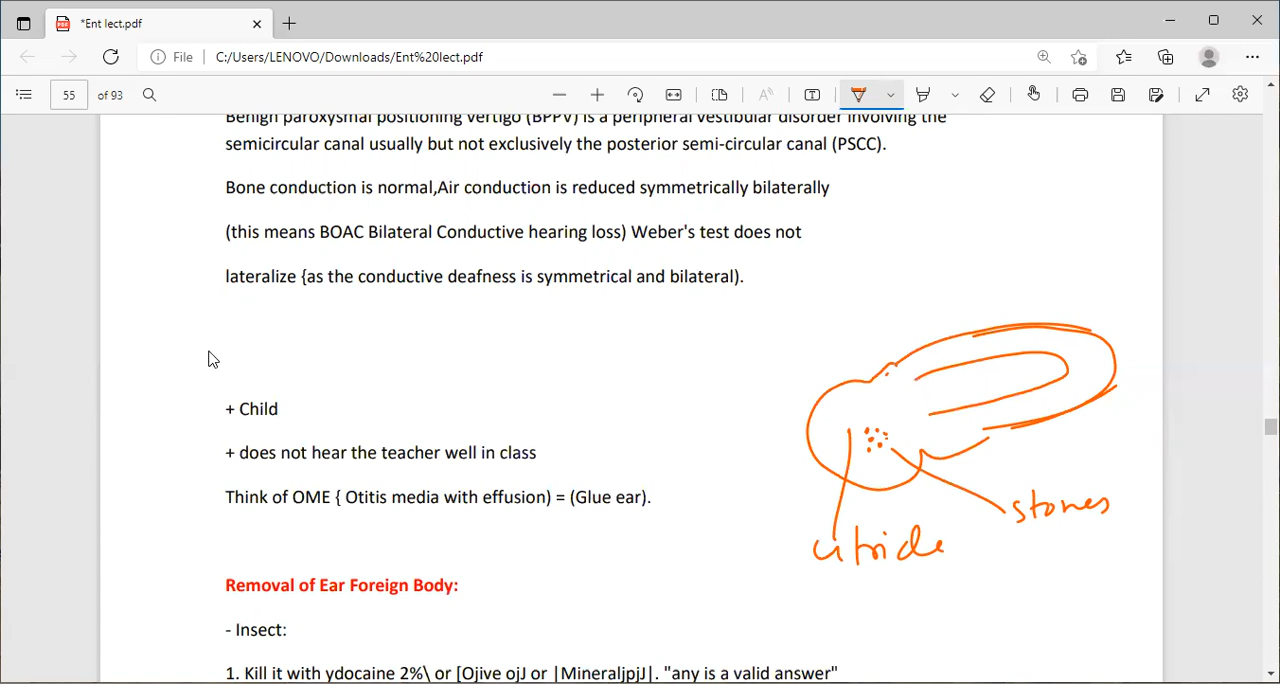 *Ent lect.pdf
File C:/Users/LENOVO/Downloads/Ent%20lect.pdf
55 of 93
Benign paroxysmal positioning vertigo (BPPV) is a peripheral vestibular disorder involving the
semicircular canal usually but not exclusively the posterior semi-circular canal (PSCC).
Bone conduction is normal,Air conduction is reduced symmetrically bilaterally
(this means BOAC Bilateral Conductive hearing loss) Weber's test does not
lateralize {as the conductive deafness is symmetrical and bilateral).
+ Child
+ does not hear the teacher well in class
Think of OME { Otitis media with effusion) = (Glue ear).
stones
utricle
Removal of Ear Foreign Body:
- Insect:
1. Kill it with ydocaine 2%\ or [Ojive ojJ or |MineraljpjJ|. "any is a valid answer"